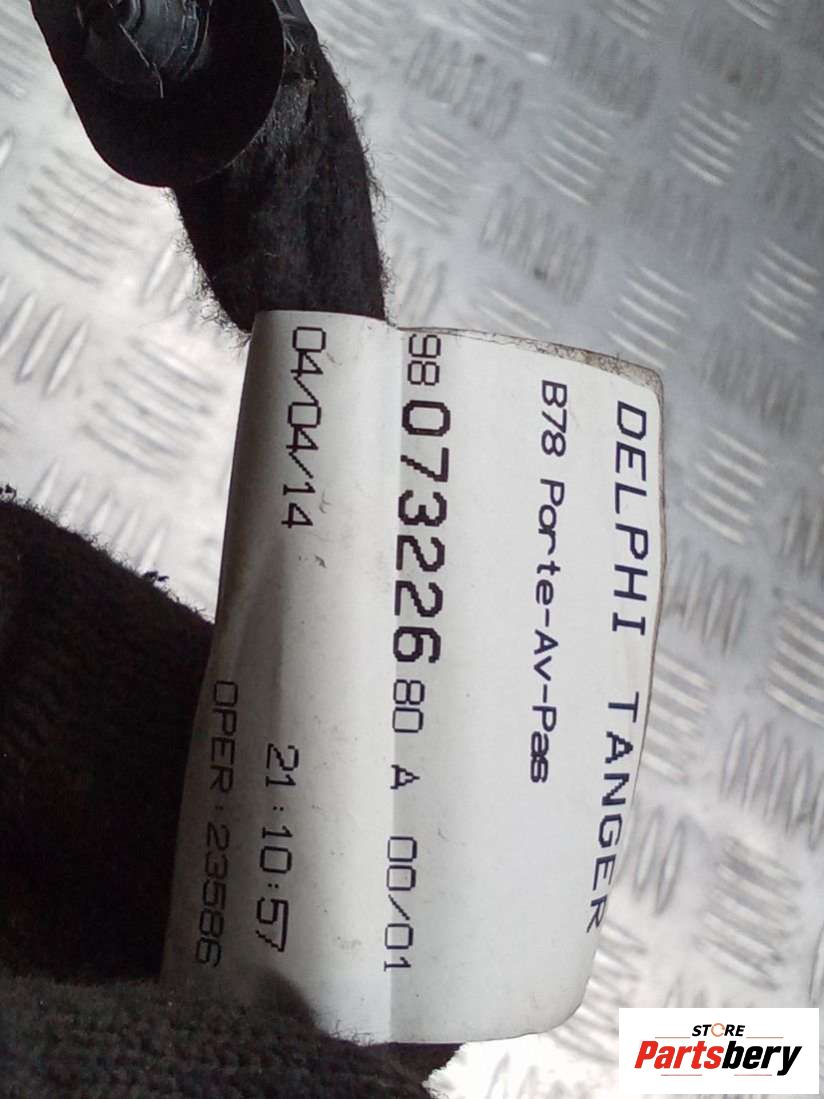 DELPHI TANGER
B78 Porte-Av-Pas
98 073226 80 A 00/01
04/04/14 21:10:57
OPER:23586
STORE
Partsbery